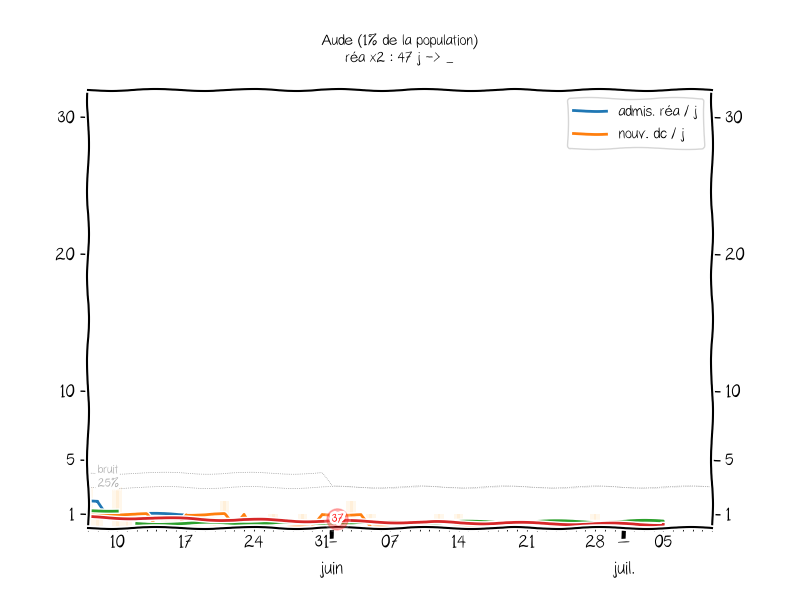 Aude (1% de la population)
réa x2 : 47 j -> _
admis. réa / j
nouv. dc / j
30
30
20
20
10
10
5
5
bruit
25%
1
1
37
10 17 24 31 07 14 21 28 05
juin juil.